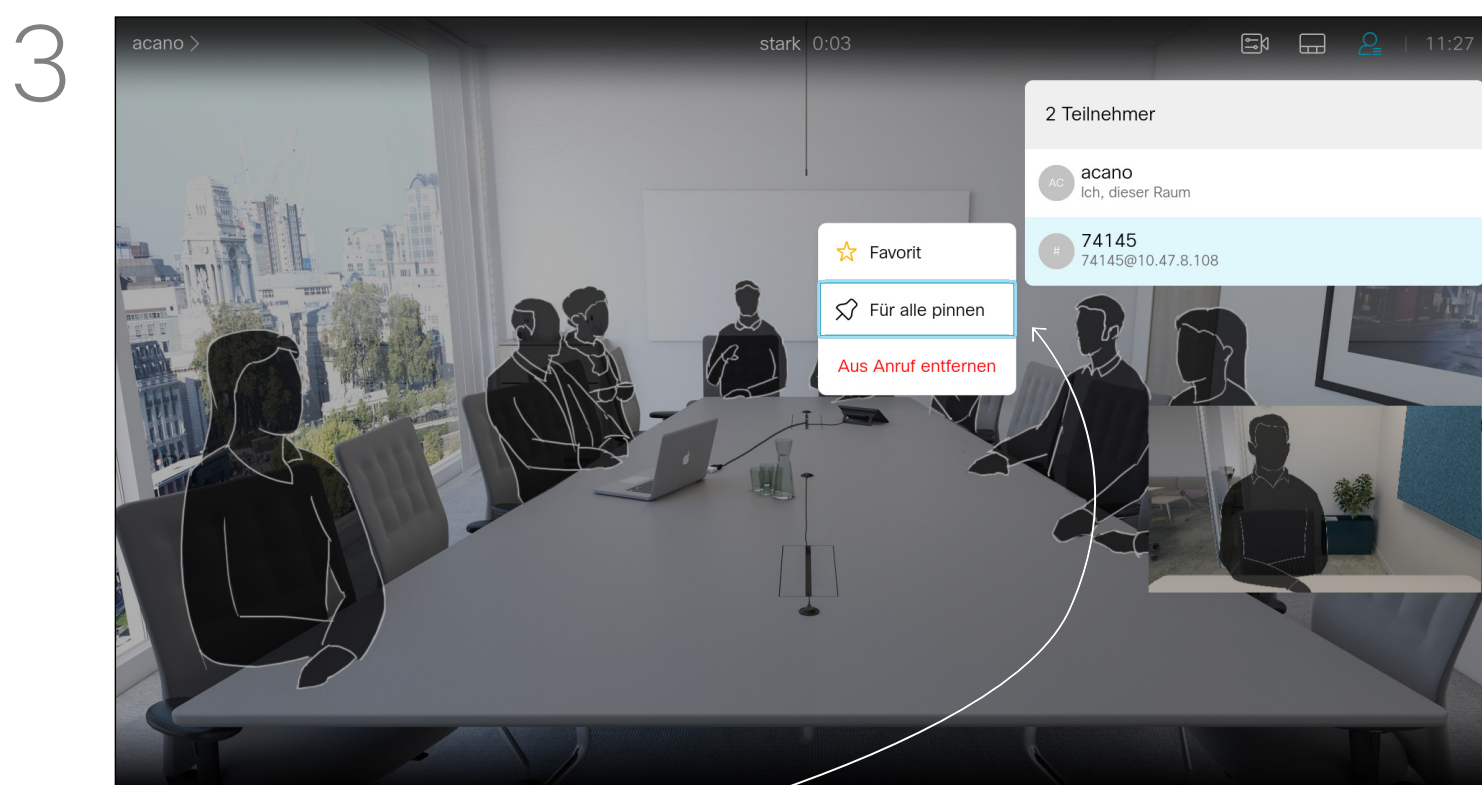 3
acano >
stark 0:03
11:27
2 Teilnehmer
AC
acano
Ich, dieser Raum
#
74145
74145@10.47.8.108
Favorit
Für alle pinnen
Aus Anruf entfernen